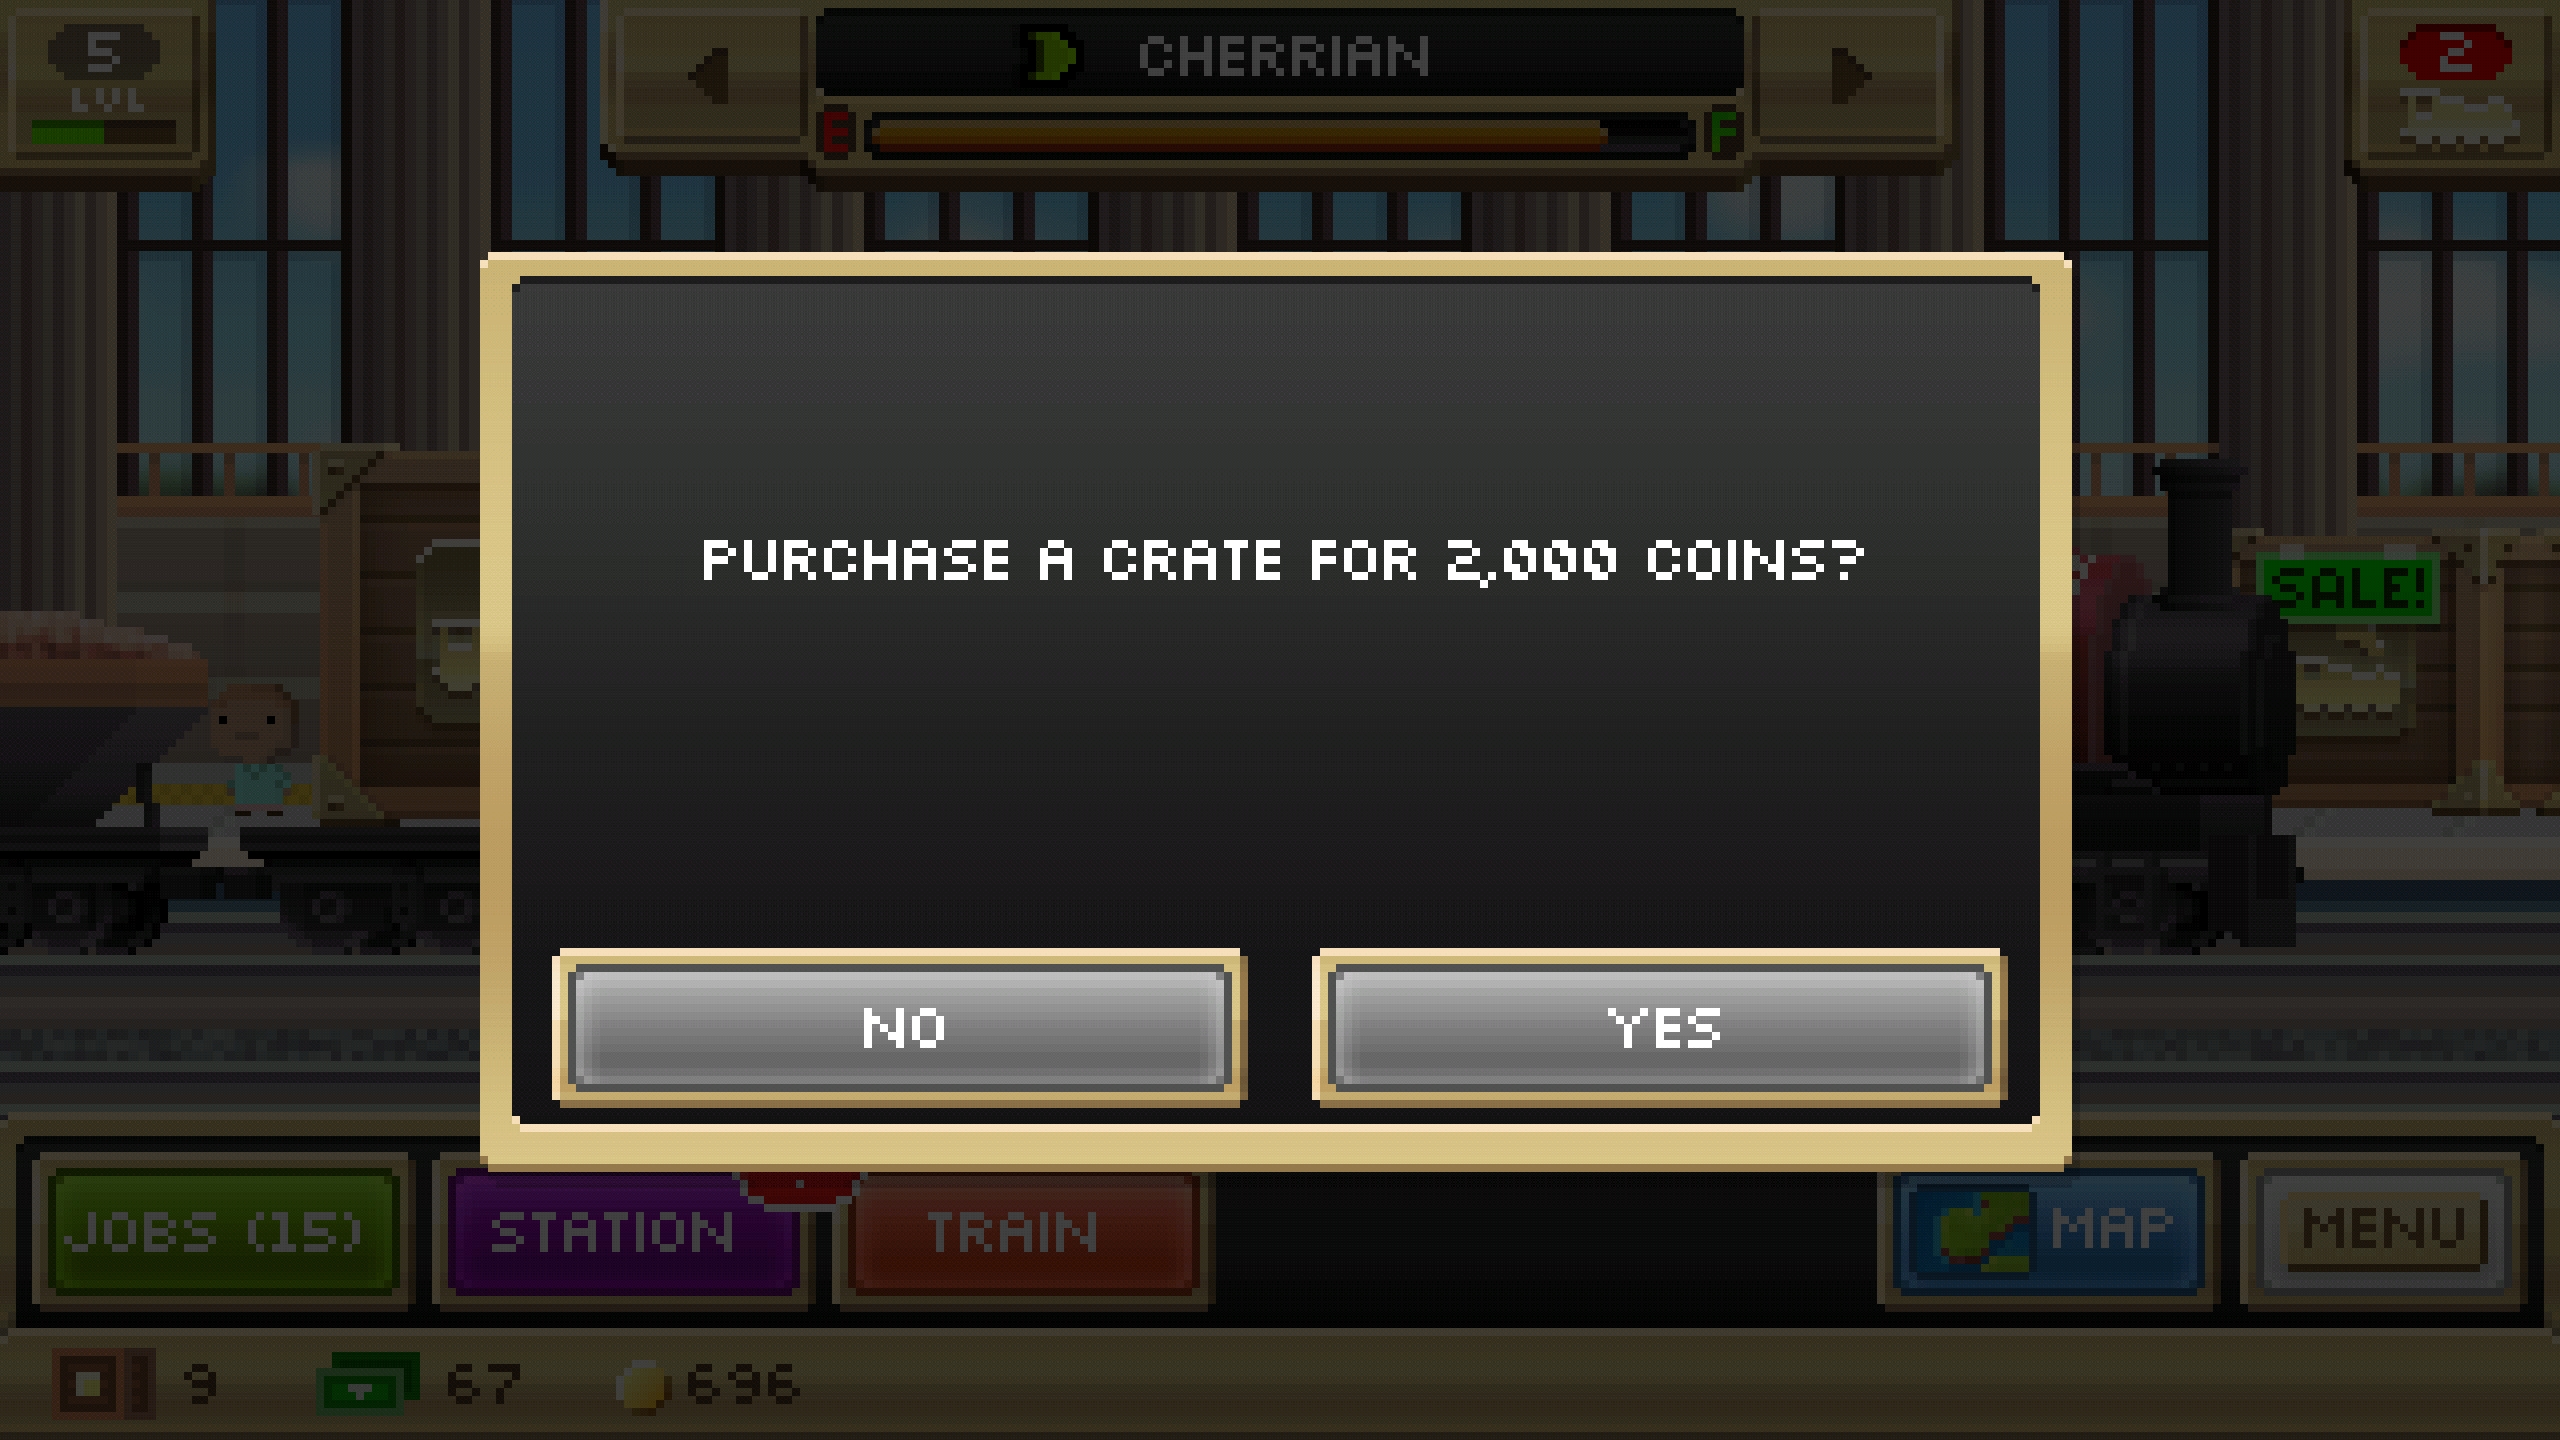 5
LVL
CHERRIAN
E F
2
PURCHASE A CRATE FOR 2,000 COINS?
SALE!
NO
YES
JOBS (15)
STATION
TRAIN
MAP
MENU
9
67
696